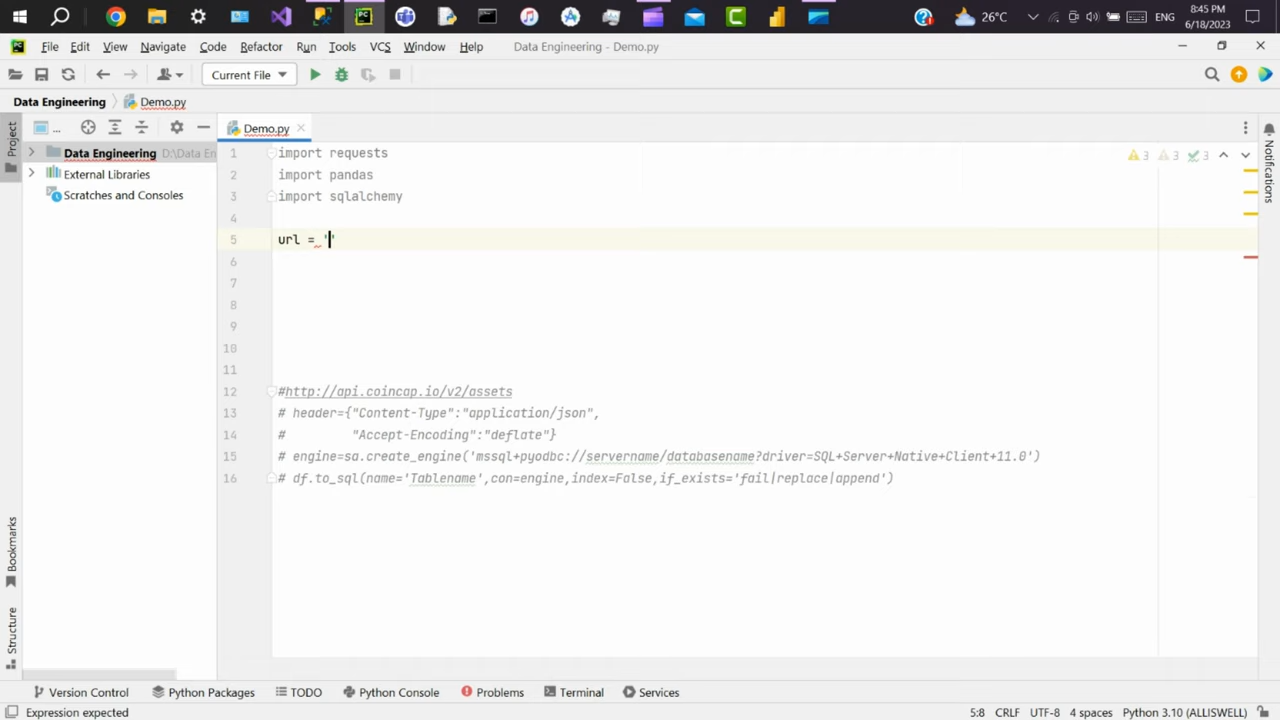 8:45 PM
26°C
ENG
6/18/2023
File Edit View Navigate Code Refactor Run Tools VCS Window Help Data Engineering - Demo.py
Current File
Data Engineering Demo.py
... Demo.py
Project
Data Engineering D:\Data En
External Libraries
Scratches and Consoles
1 import requests
2 import pandas
3 import sqlalchemy
4
5 url = ''
6
7
8
9
10
11
12 #http://api.coincap.io/v2/assets
13 # header={"Content-Type":"application/json",
14 # "Accept-Encoding":"deflate"}
15 # engine=sa.create_engine('mssql+pyodbc://servername/databasename?driver=SQL+Server+Native+Client+11.0')
16 # df.to_sql(name='Tablename',con=engine,index=False,if_exists='fail|replace|append')
3 3 3
Notifications
Bookmarks
Structure
Version Control Python Packages TODO Python Console Problems Terminal Services
Expression expected 5:8 CRLF UTF-8 4 spaces Python 3.10 (ALLISWELL)